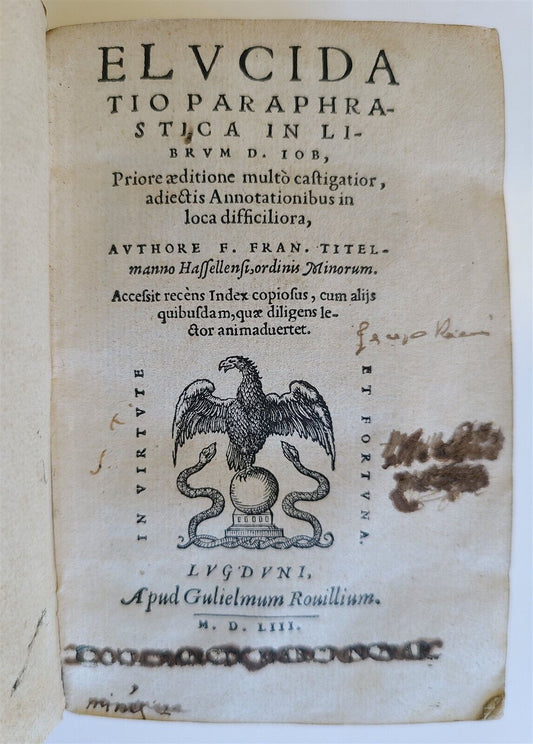 ELVCIDA
TIO PARAPHRA-
STICA IN LI-
BRVM D. IOB,
Priore æditione multò castigatior,
adiectis Annotationibus in
loca difficiliora,
AVTHORE F. FRAN. TITEL-
manno Hassellensi, ordinis Minorum.
Accessit recèns Index copiosus, cum alijs
quibusdam, quæ diligens le-
ctor animaduertet.
IN VIRTVTE
ET FORTVNA.
LVGDVNI,
Apud Gulielmum Rouillium.
M. D. LIII.